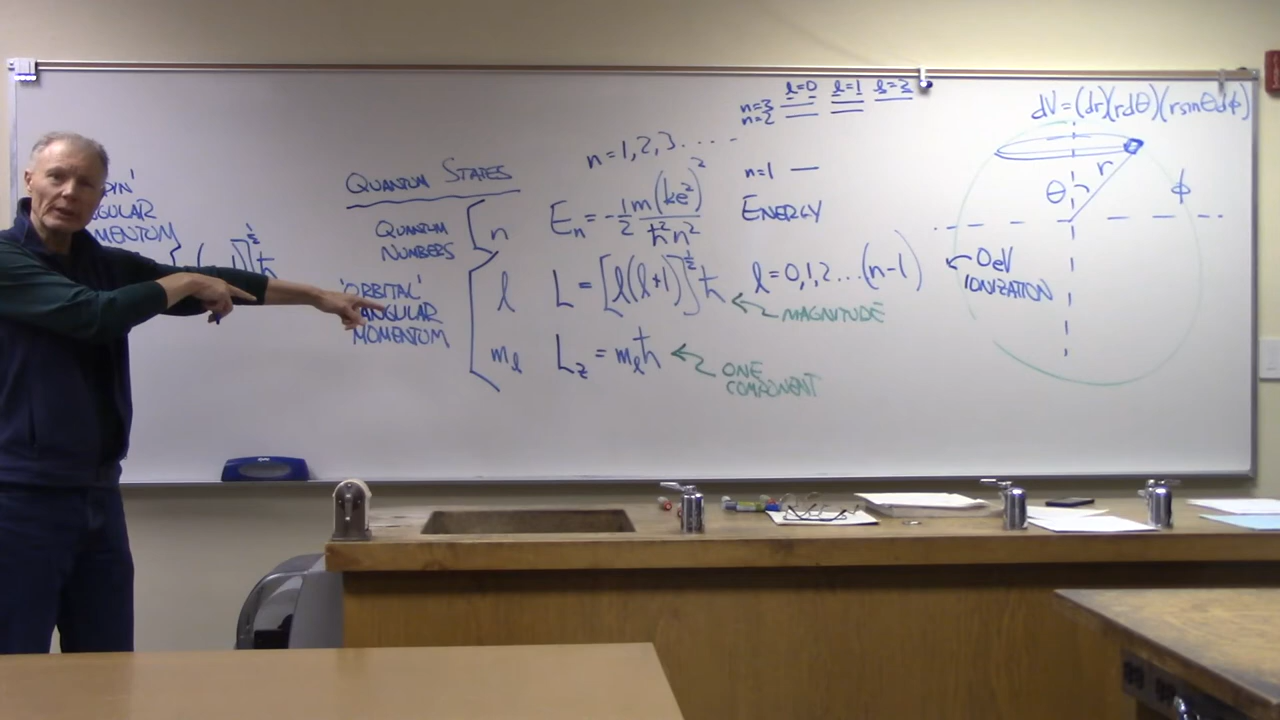 ANGULAR MOMENTUM
QUANTUM STATES
QUANTUM NUMBERS
n
n=1,2,3....
Eₙ = -1/2 m(ke²)²/ħ²n²
ENERGY
'ORBITAL'
ANGULAR
MOMENTUM
ℓ
L = [ℓ(ℓ+1)]^½ ħ
ℓ=0,1,2...(n-1)
MAGNITUDE
mℓ
L_z = mℓħ
ONE
COMPONENT
ℓ=0 ℓ=1 ℓ=2
n=3
n=2
n=1
0eV
IONIZATION
dV=(dr)(rdθ)(rsinθdϕ)
r
θ
ϕ